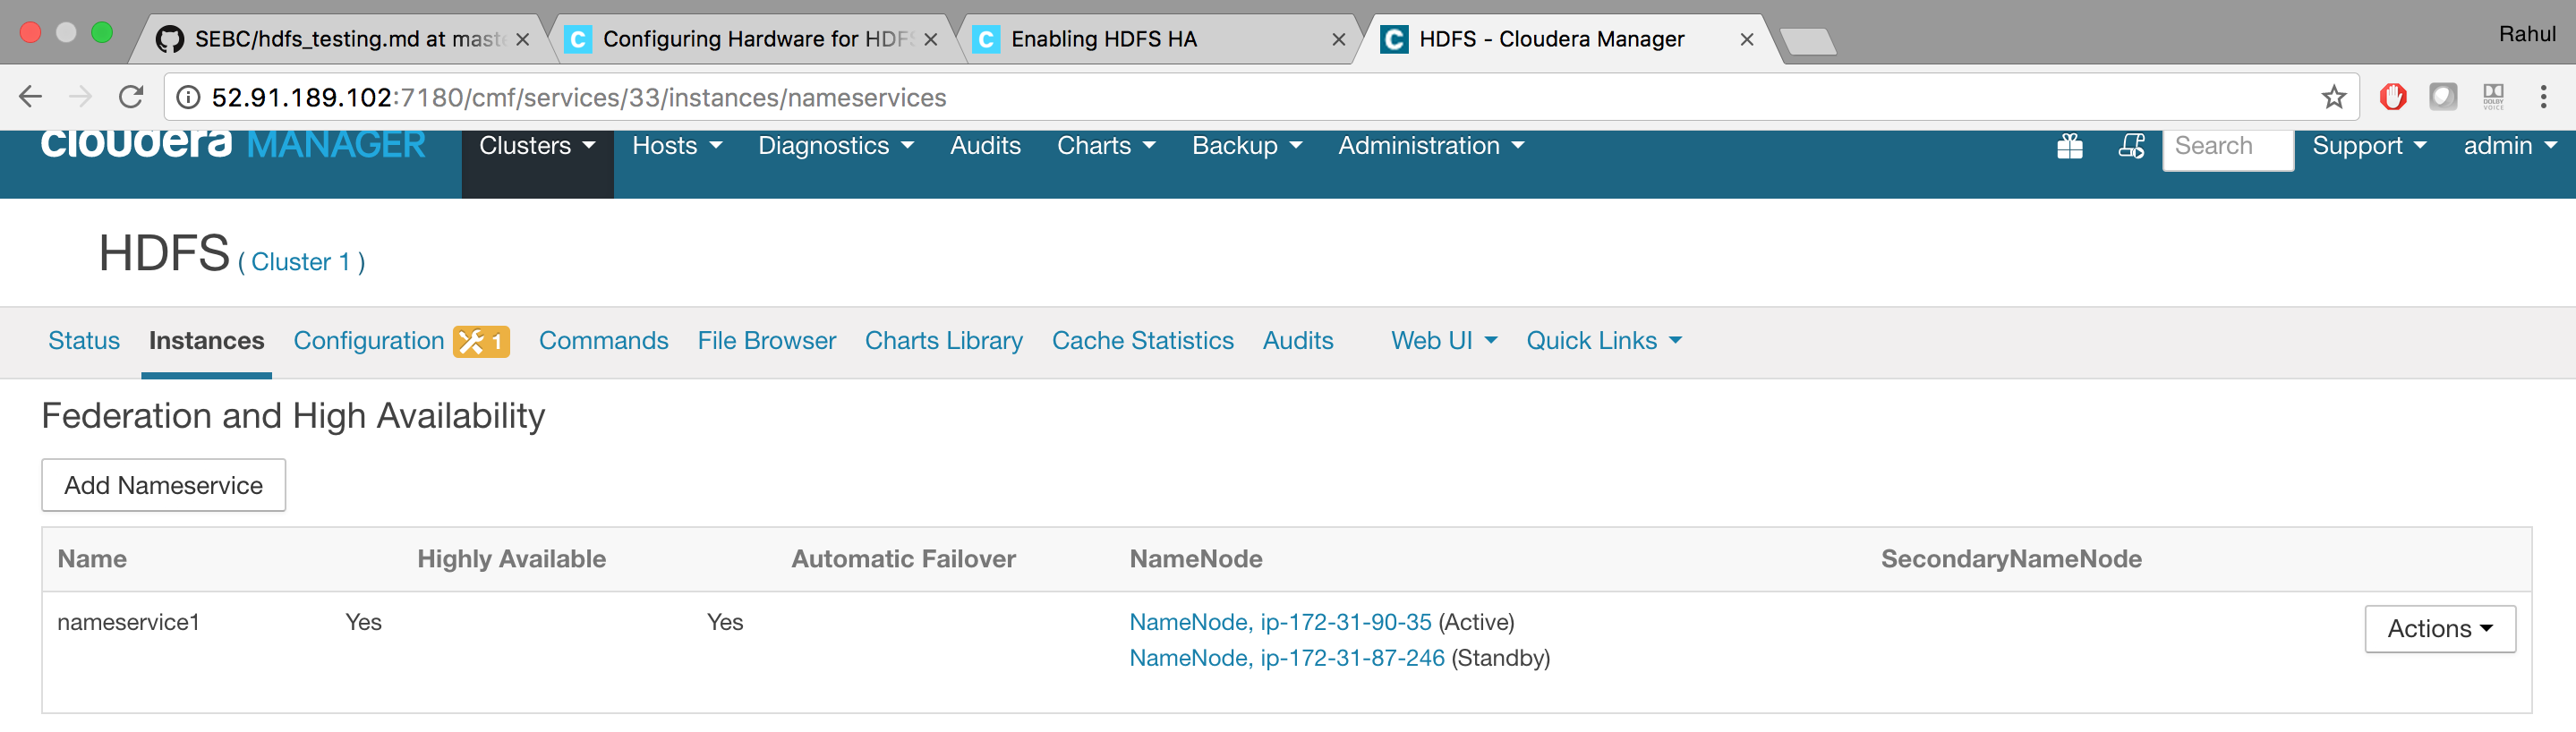 SEBC/hdfs_testing.md at mast
Configuring Hardware for HDFS
Enabling HDFS HA
HDFS - Cloudera Manager
Rahul
52.91.189.102:7180/cmf/services/33/instances/nameservices
DOLBY
VOICE
cloudera MANAGER
Clusters Hosts Diagnostics Audits Charts Backup Administration
Search Support admin
HDFS ( Cluster 1 )
Status Instances Configuration 1 Commands File Browser Charts Library Cache Statistics Audits Web UI Quick Links
Federation and High Availability
Add Nameservice
Name Highly Available Automatic Failover NameNode SecondaryNameNode
nameservice1 Yes Yes NameNode, ip-172-31-90-35 (Active) Actions
NameNode, ip-172-31-87-246 (Standby)